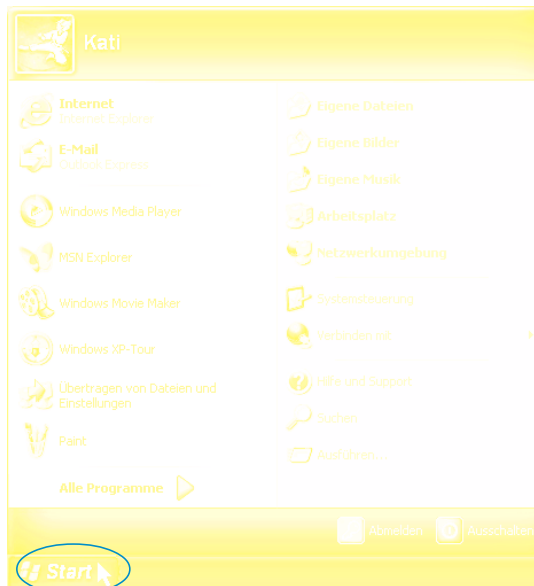 Kati
Internet
Internet Explorer
E-Mail
Outlook Express
Windows Media Player
MSN Explorer
Windows Movie Maker
Windows XP-Tour
Übertragen von Dateien und
Einstellungen
Paint
Alle Programme
Eigene Dateien
Eigene Bilder
Eigene Musik
Arbeitsplatz
Netzwerkumgebung
Systemsteuerung
Verbinden mit
Hilfe und Support
Suchen
Ausführen...
Abmelden
Ausschalten
Start